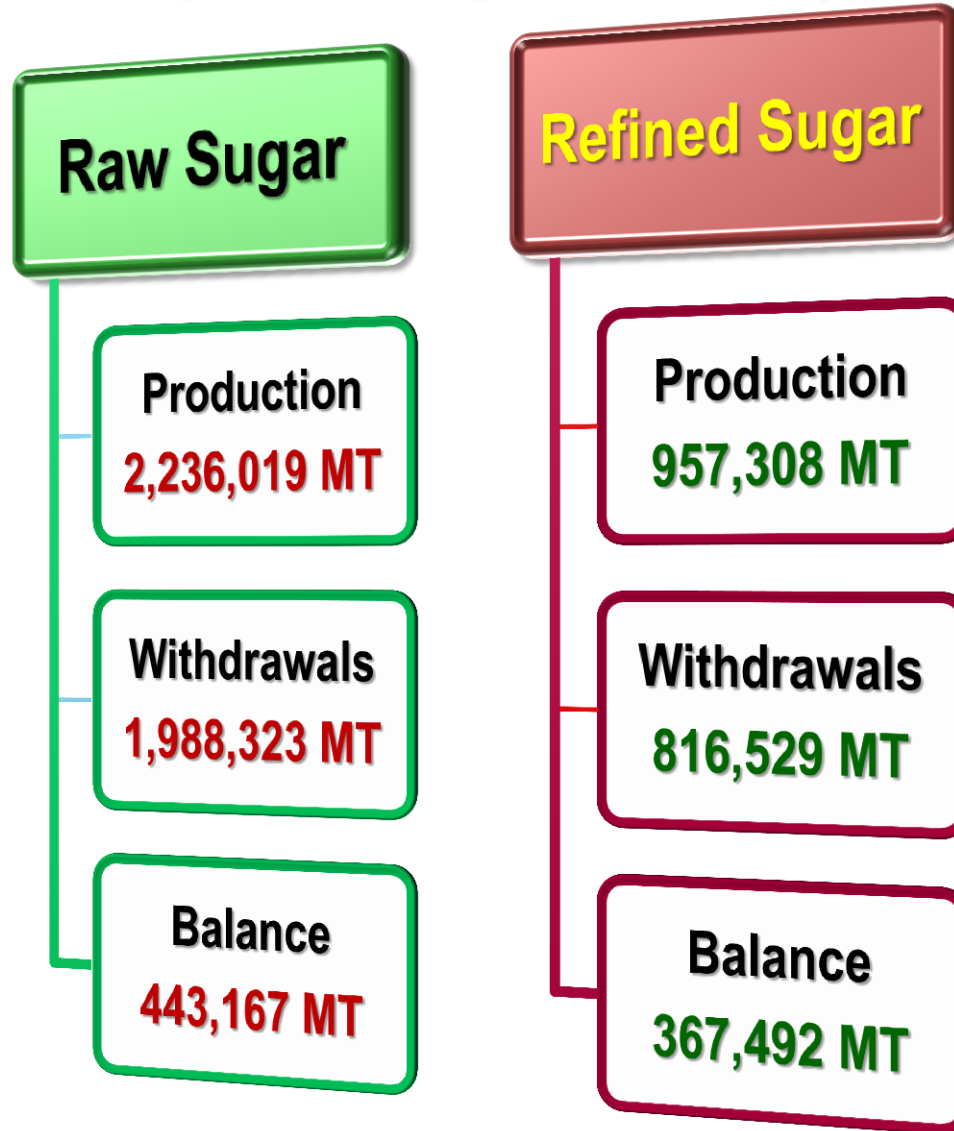 Raw Sugar
Production
2,236,019 MT
Withdrawals
1,988,323 MT
Balance
443,167 MT
Refined Sugar
Production
957,308 MT
Withdrawals
816,529 MT
Balance
367,492 MT